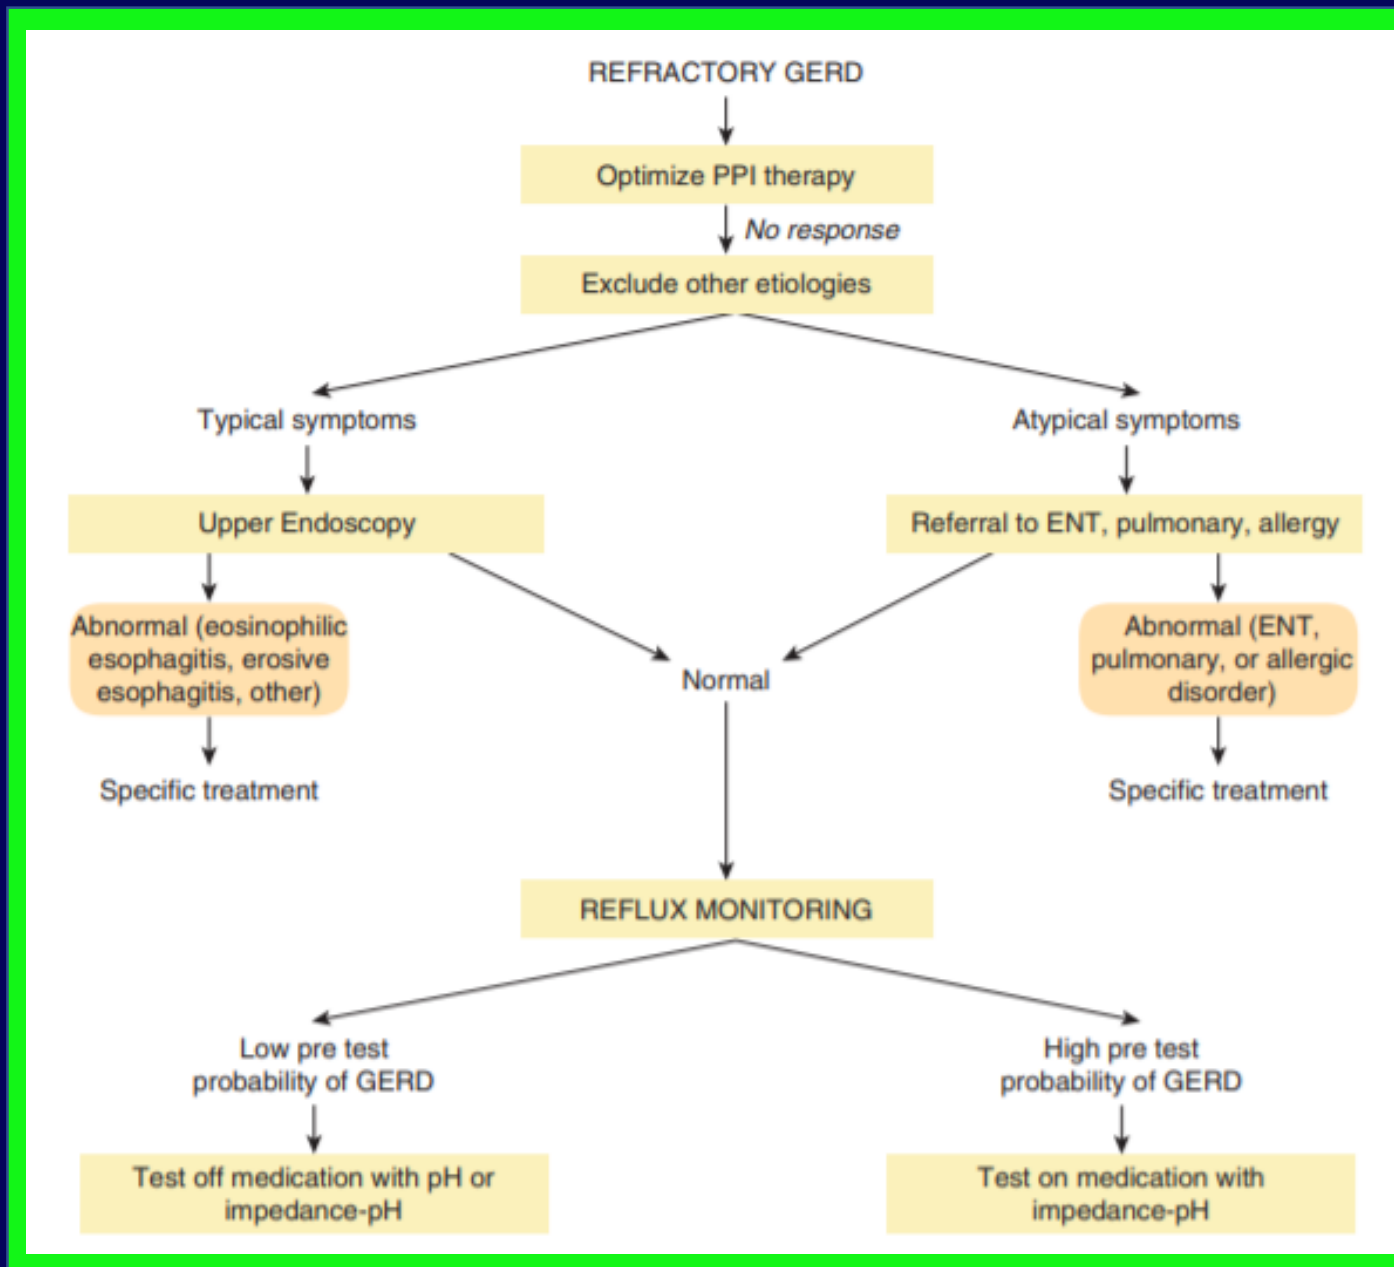 REFRACTORY GERD
Optimize PPI therapy
No response
Exclude other etiologies
Typical symptoms
Atypical symptoms
Upper Endoscopy
Referral to ENT, pulmonary, allergy
Abnormal (eosinophilic
esophagitis, erosive
esophagitis, other)
Normal
Abnormal (ENT,
pulmonary, or allergic
disorder)
Specific treatment
Specific treatment
REFLUX MONITORING
Low pre test
probability of GERD
High pre test
probability of GERD
Test off medication with pH or
impedance-pH
Test on medication with
impedance-pH